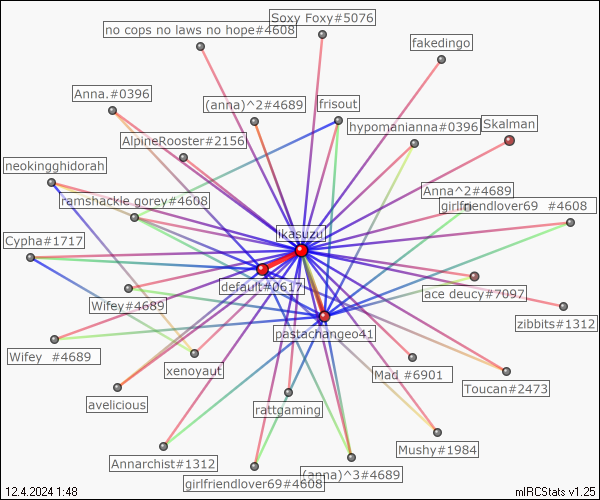 Soxy Foxy#5076
no cops no laws no hope#4608
fakedingo
Anna.#0396
(anna)^2#4689
frisout
hypomanianna#0396
Skalman
AlpineRooster#2156
neokingghidorah
Anna^2#4689
ramshackle gorey#4608
girlfriendlover69 #4608
ikasuzu
Cypha#1717
default#0617
ace deucy#7097
Wifey#4689
zibbits#1312
pastachangeo41
Wifey #4689
xenoyaut
Mad #6901
Toucan#2473
avelicious
rattgaming
Mushy#1984
Annarchist#1312
(anna)^3#4689
girlfriendlover69#4608
12.4.2024 1:48
mIRCStats v1.25